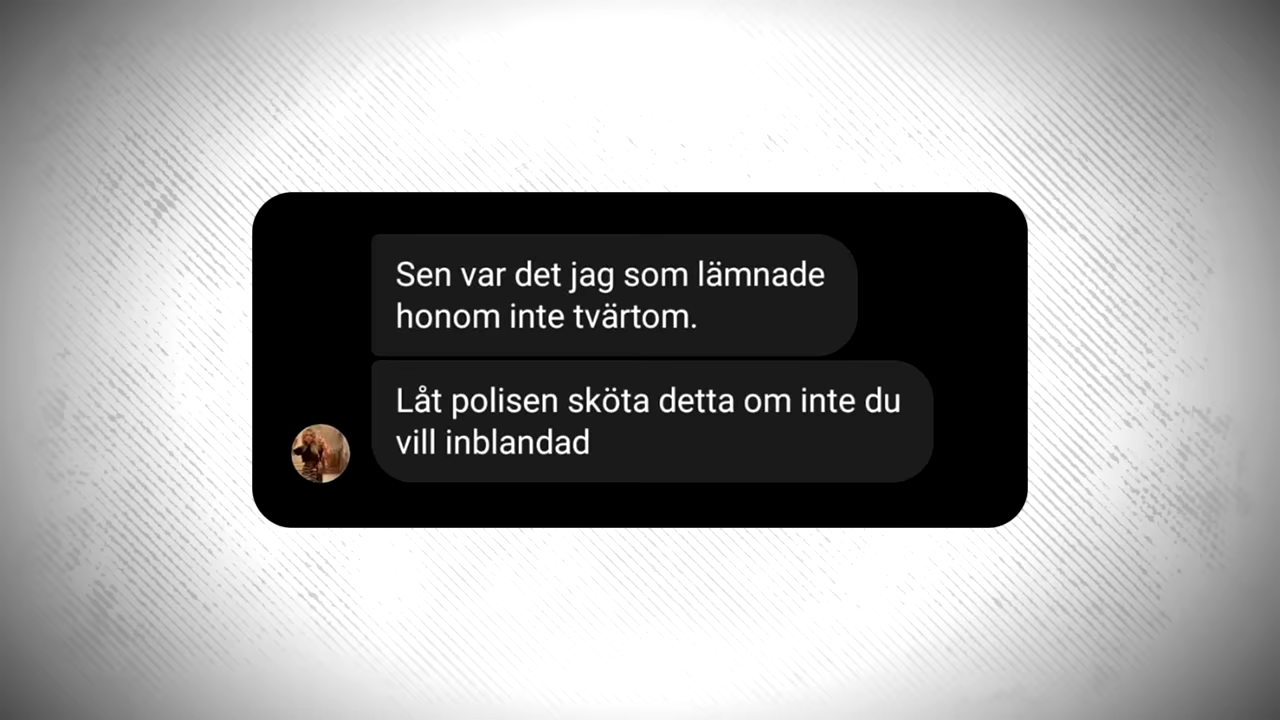 Sen var det jag som lämnade
honom inte tvärtom.
Låt polisen sköta detta om inte du
vill inblandad